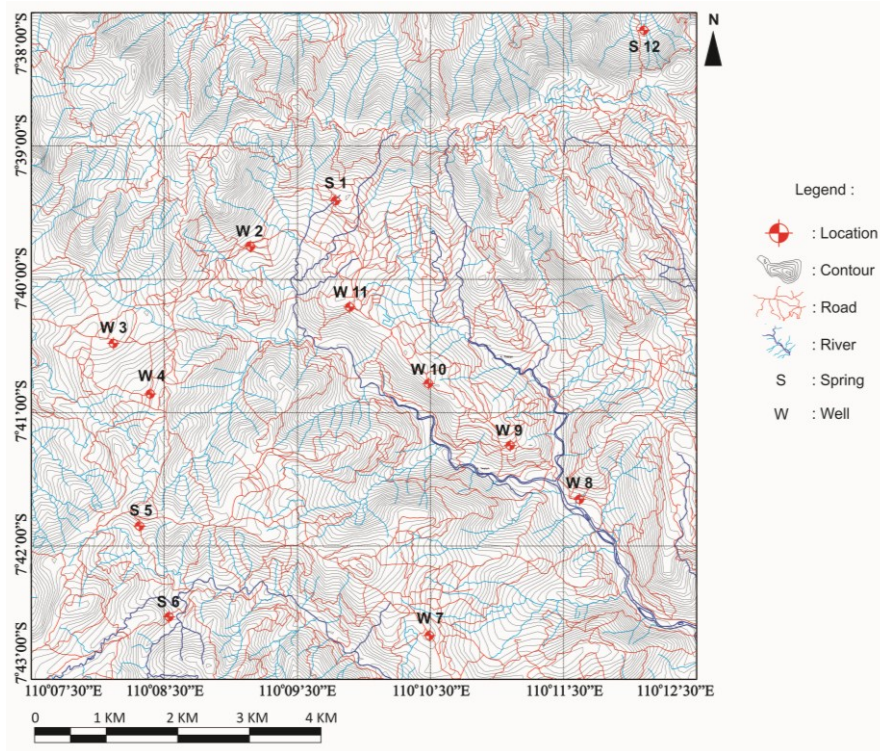 7°38'00''S
7°39'00''S
7°40'00''S
7°41'00''S
7°42'00''S
7°43'00''S
S 12
S 1
W 2
W 11
W 3
W 4
W 10
W 9
W 8
S 5
S 6
W 7
110°07'30''E
110°08'30''E
110°09'30''E
110°10'30''E
110°11'30''E
110°12'30''E
0
1 KM
2 KM
3 KM
4 KM
N
Legend :
: Location
: Contour
: Road
: River
S : Spring
W : Well